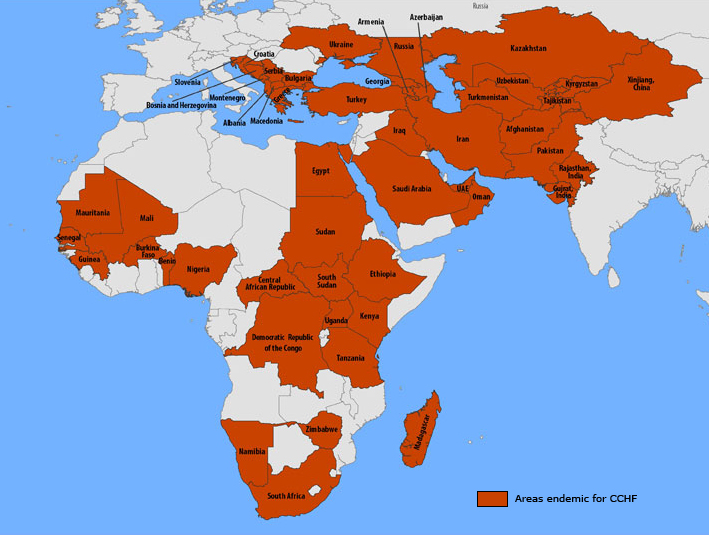 Russia
Armenia
Azerbaijan
Ukraine
Russia
Kazakhstan
Croatia
Slovenia
Serbia
Bulgaria
Georgia
Uzbekistan
Kyrgyzstan
Xinjiang,
China
Bosnia and Herzegovina
Montenegro
Greece
Turkey
Turkmenistan
Tajikistan
Albania
Macedonia
Iraq
Iran
Afghanistan
Pakistan
Egypt
Saudi Arabia
UAE
Oman
Rajasthan,
India
Gujrat,
India
Mauritania
Mali
Senegal
Sudan
Burkina
Faso
Guinea
Benin
Nigeria
Central
African Republic
South
Sudan
Ethiopia
Uganda
Kenya
Democratic Republic
of the Congo
Tanzania
Zimbabwe
Madagascar
Namibia
South Africa
Areas endemic for CCHF